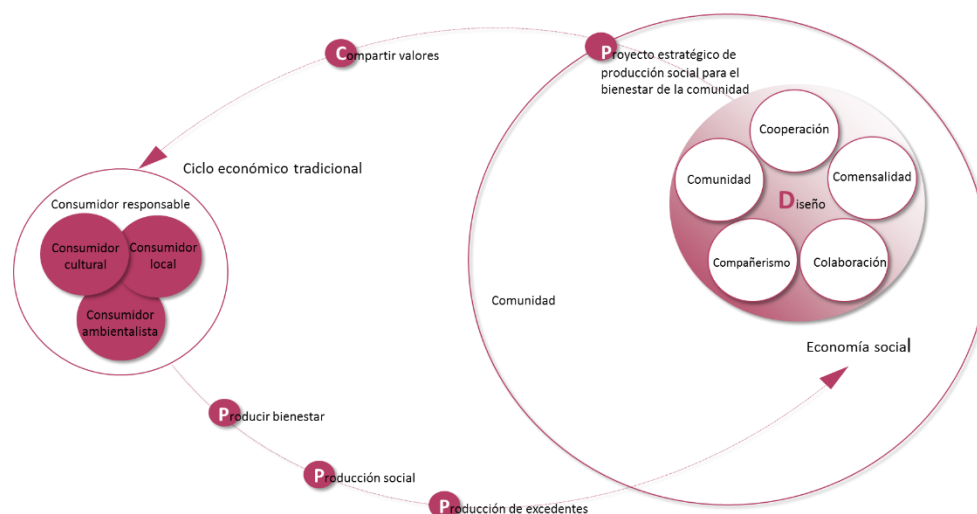 Compartir valores
Proyecto estratégico de
producción social para el
bienestar de la comunidad
Cooperación
Comunidad
Comensalidad
Diseño
Compañerismo
Colaboración
Ciclo económico tradicional
Consumidor responsable
Consumidor
cultural
Consumidor
local
Consumidor
ambientalista
Comunidad
Economía social
Producir bienestar
Producción social
Producción de excedentes